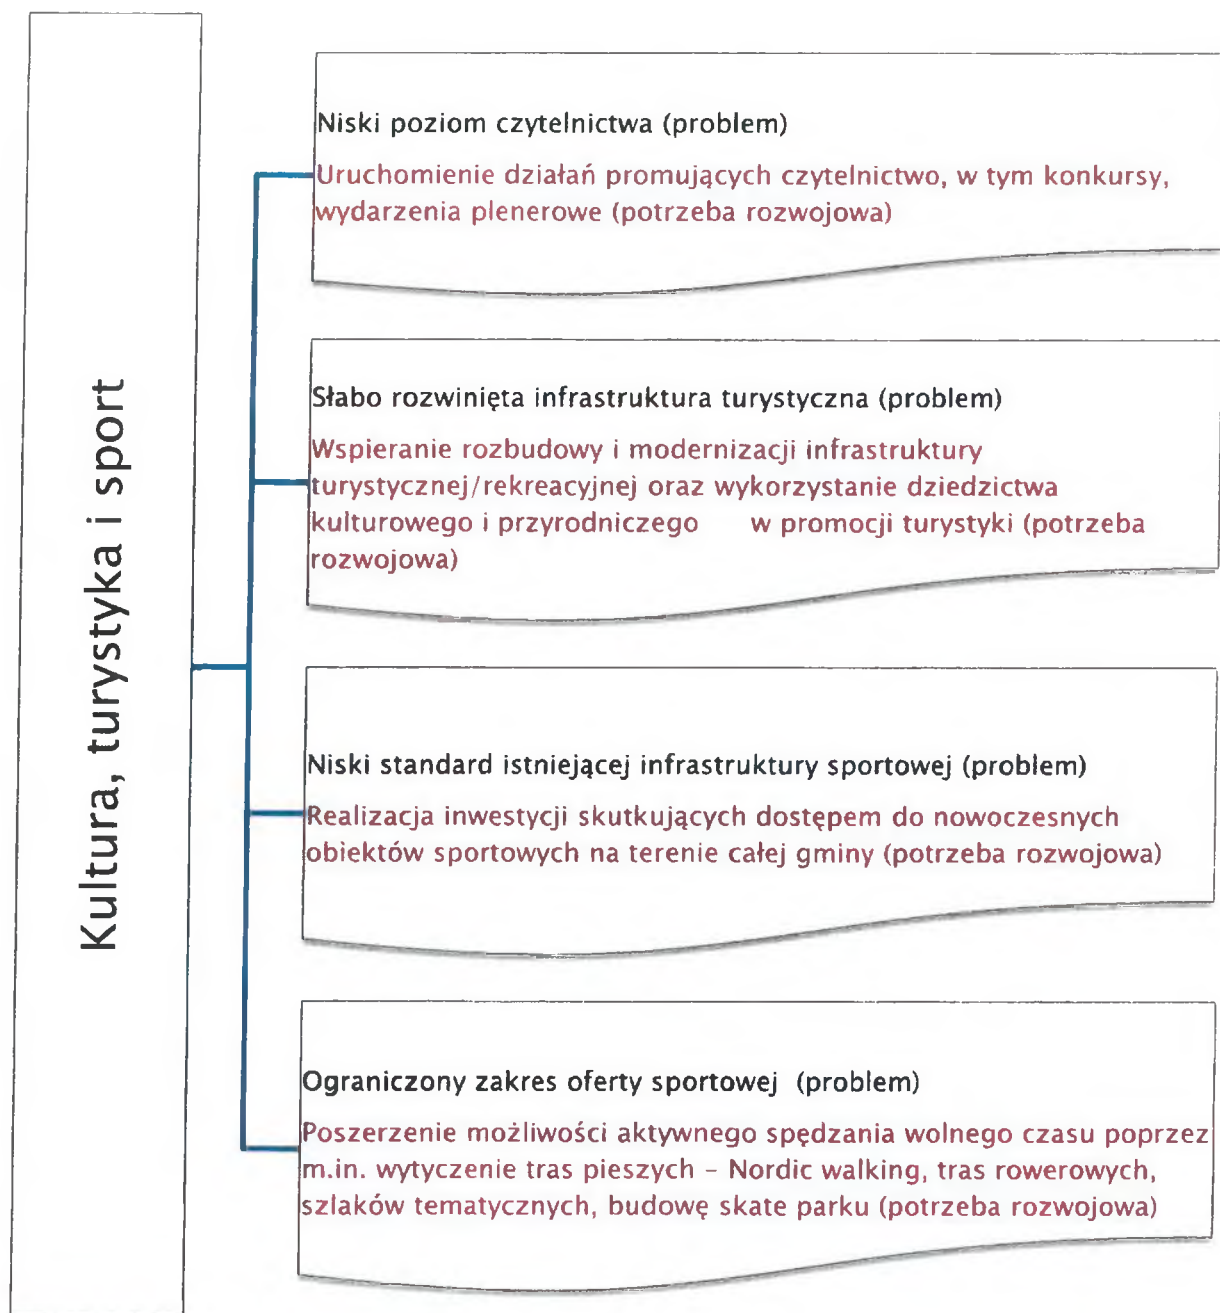 Kultura, turystyka i sport
Niski poziom czytelnictwa (problem)
Uruchomienie działań promujących czytelnictwo, w tym konkursy,
wydarzenia plenerowe (potrzeba rozwojowa)
Słabo rozwinięta infrastruktura turystyczna (problem)
Wspieranie rozbudowy i modernizacji infrastruktury
turystycznej/rekreacyjnej oraz wykorzystanie dziedzictwa
kulturowego i przyrodniczego w promocji turystyki (potrzeba
rozwojowa)
Niski standard istniejącej infrastruktury sportowej (problem)
Realizacja inwestycji skutkujących dostępem do nowoczesnych
obiektów sportowych na terenie całej gminy (potrzeba rozwojowa)
Ograniczony zakres oferty sportowej (problem)
Poszerzenie możliwości aktywnego spędzania wolnego czasu poprzez
m.in. wytyczenie tras pieszych – Nordic walking, tras rowerowych,
szlaków tematycznych, budowę skate parku (potrzeba rozwojowa)